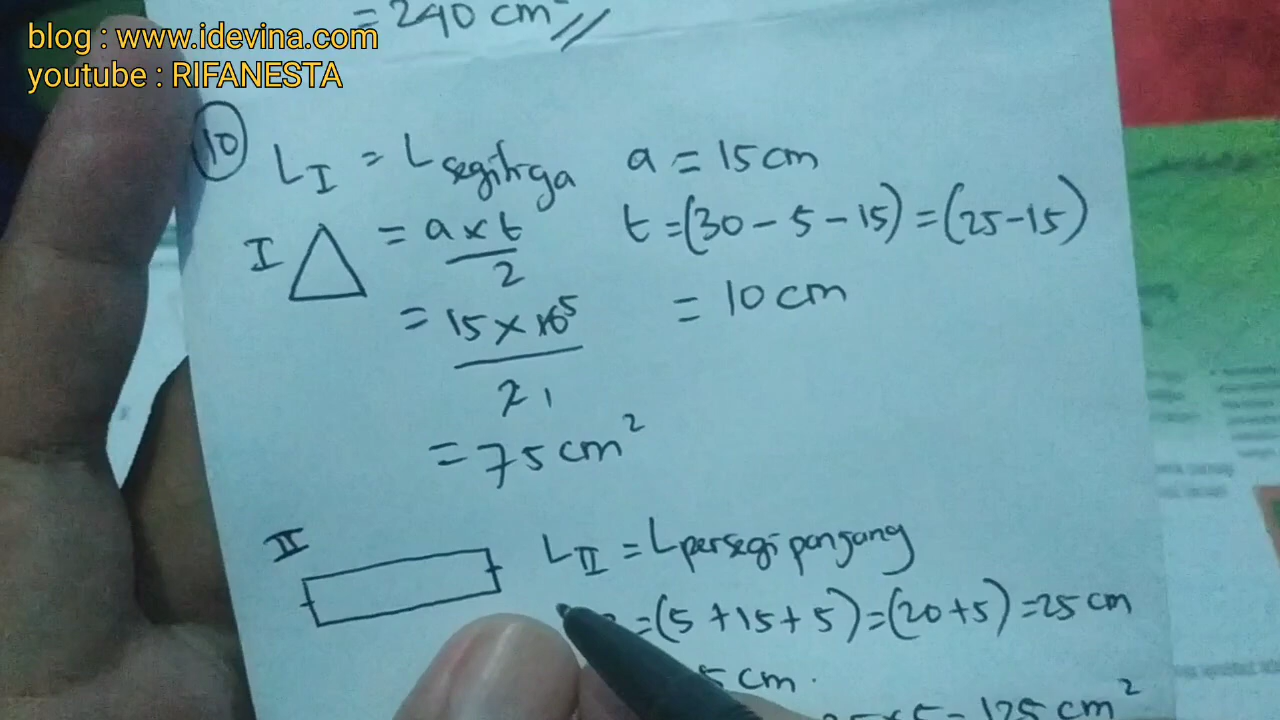 = 240 cm
blog : www.idevina.com
youtube : RIFANESTA
10
L I = L segitiga
a = 15 cm
I
= a x t / 2
t = (30 - 5 - 15) = (25 - 15)
= 15 x 10 5 / 2 1
= 10 cm
= 75 cm²
II
L II = L persegi panjang
= (5 + 15 + 5) = (20 + 5) = 25 cm
5 cm.
x 5 = 125 cm²